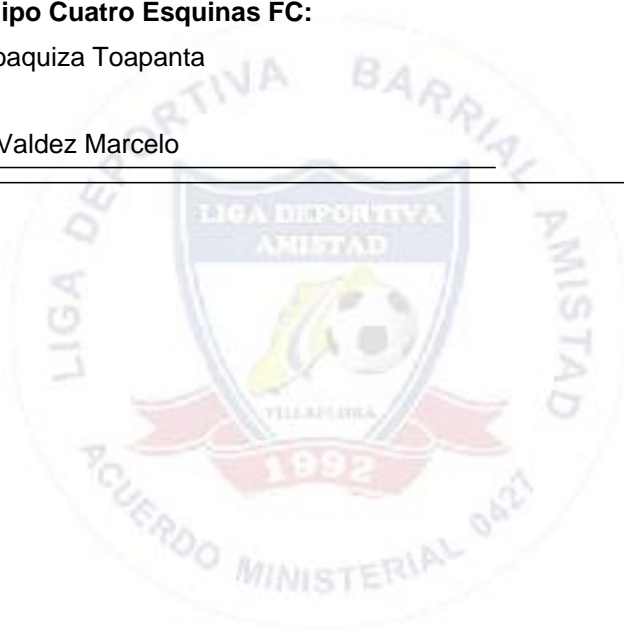 ipo Cuatro Esquinas FC:
paquiza Toapanta
Valdez Marcelo
LIGA DEPORTIVA BARRIAL AMISTAD
LIGA DEPORTIVA
AMISTAD
VILLAFLORA
1992
ACUERDO MINISTERIAL 0427